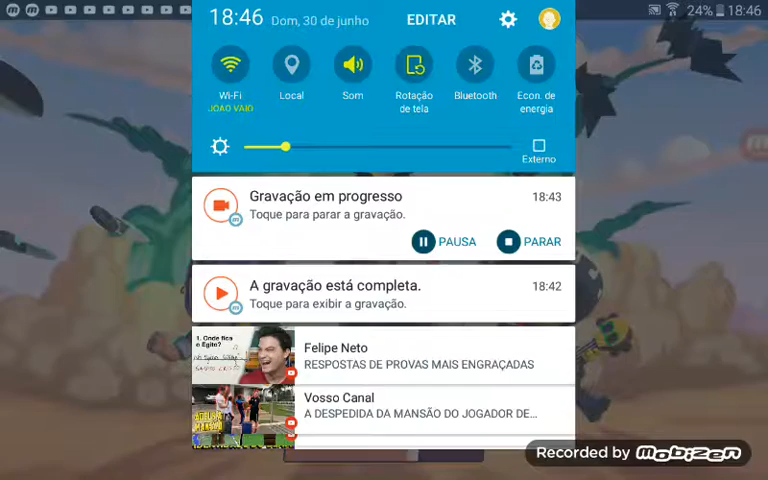 24% 18:46
18:46 Dom, 30 de junho EDITAR
Wi-Fi Local Som Rotação de tela Bluetooth Econ. de energia
JOAO VAIO
Externo
Gravação em progresso 18:43
Toque para parar a gravação.
PAUSA PARAR
A gravação está completa. 18:42
Toque para exibir a gravação.
1. Onde fica
o Egito?
Felipe Neto
RESPOSTAS DE PROVAS MAIS ENGRAÇADAS
Vosso Canal
A DESPEDIDA DA MANSÃO DO JOGADOR DE...
Recorded by Mobizen